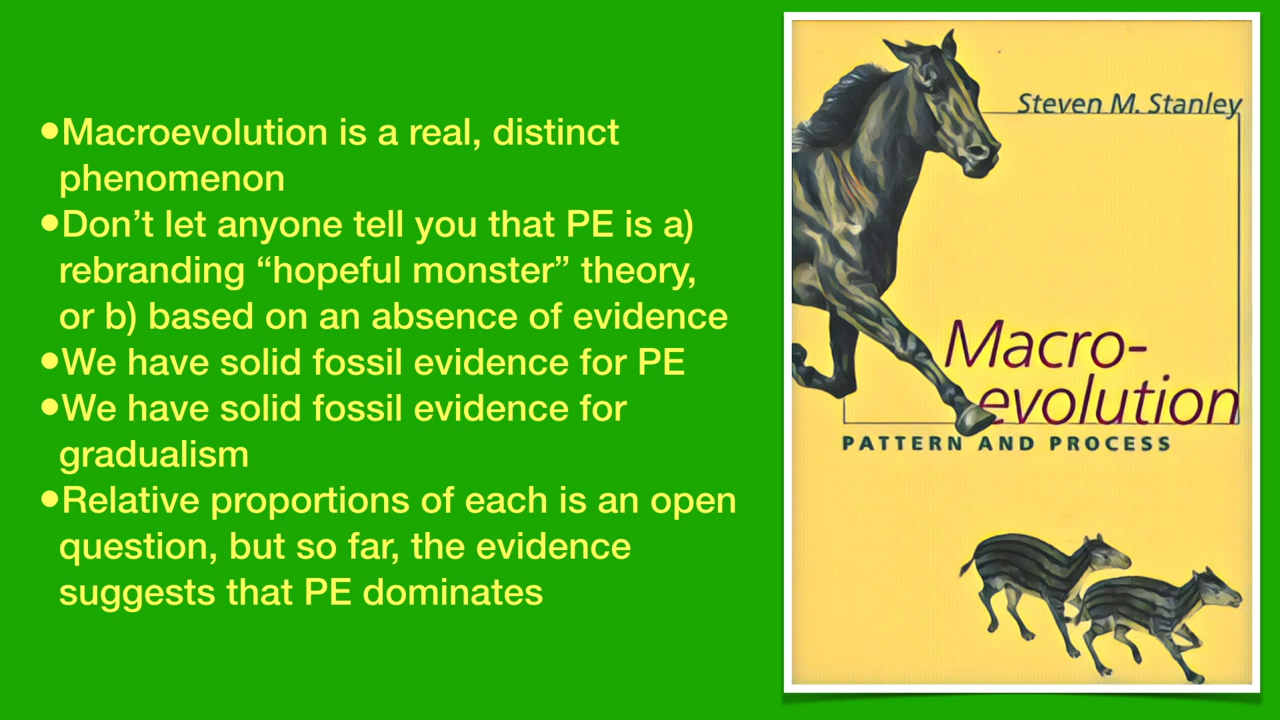 •Macroevolution is a real, distinct
phenomenon
•Don’t let anyone tell you that PE is a)
rebranding “hopeful monster” theory,
or b) based on an absence of evidence
•We have solid fossil evidence for PE
•We have solid fossil evidence for
gradualism
•Relative proportions of each is an open
question, but so far, the evidence
suggests that PE dominates
Steven M. Stanley
Macro-
evolution
PATTERN AND PROCESS